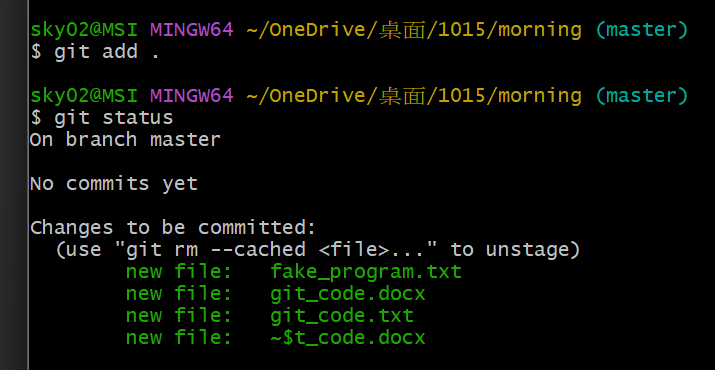 sky02@MSI MINGW64 ~/OneDrive/桌面/1015/morning (master)
$ git add .
sky02@MSI MINGW64 ~/OneDrive/桌面/1015/morning (master)
$ git status
On branch master
No commits yet
Changes to be committed:
  (use "git rm --cached <file>..." to unstage)
        new file:   fake_program.txt
        new file:   git_code.docx
        new file:   git_code.txt
        new file:   ~$t_code.docx